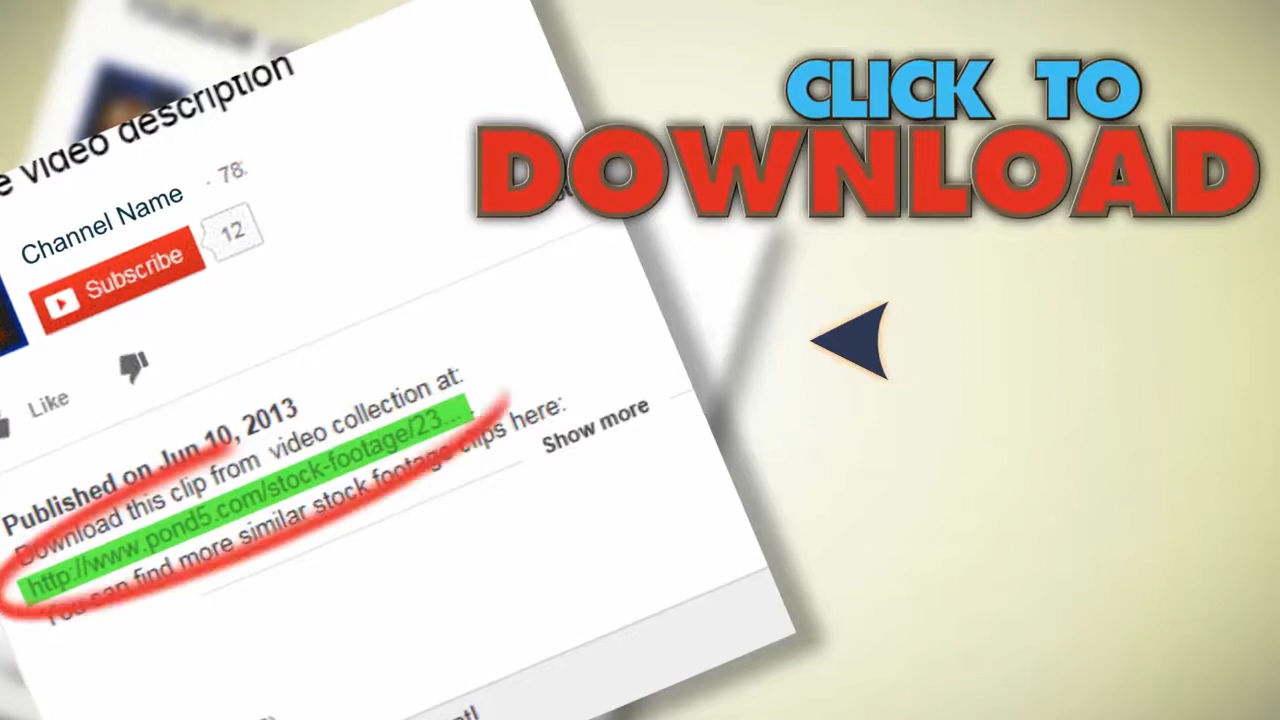 CLICK TO
DOWNLOAD
video description
Channel Name
78
Subscribe
12
Like
Published on Jun 10, 2013
Download this clip from video collection at:
http://www.pond5.com/stock-footage/23...
You can find more similar stock footage clips here:
Show more